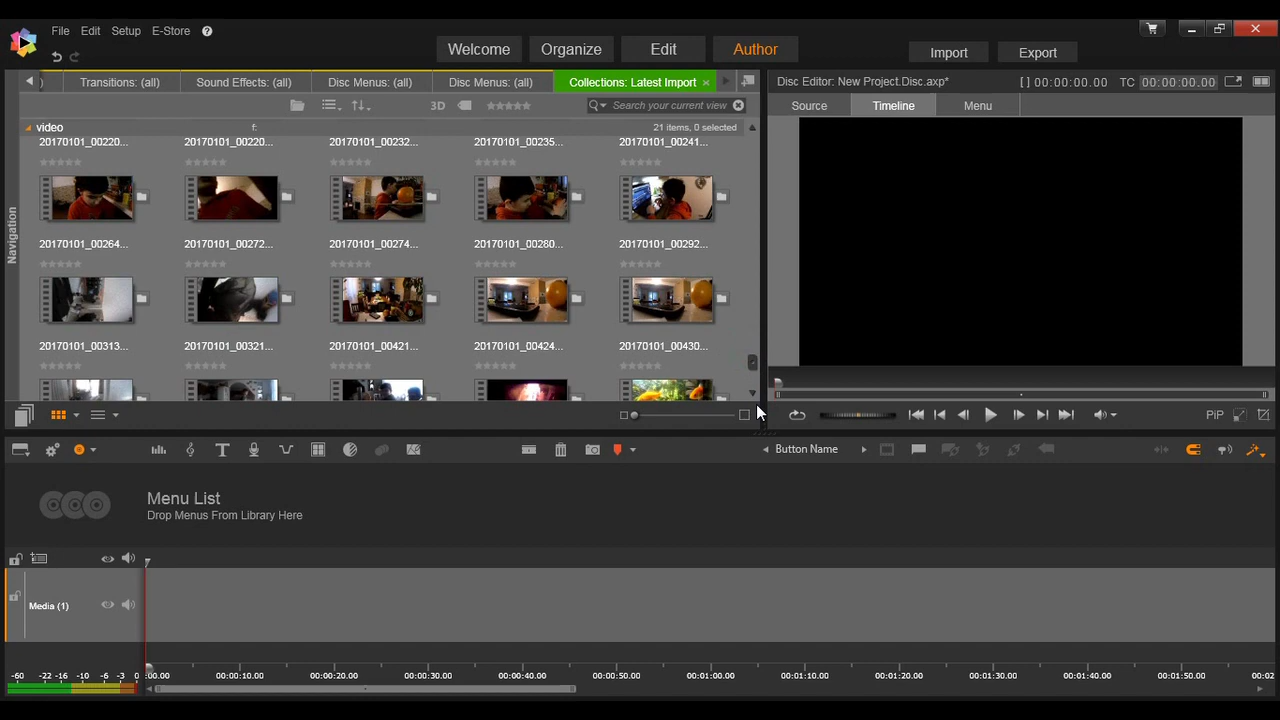 File Edit Setup E-Store ?
Welcome Organize Edit Author
Import Export
Transitions: (all) Sound Effects: (all) Disc Menus: (all) Disc Menus: (all) Collections: Latest Import ×
Disc Editor: New Project.Disc.axp* [ ] 00:00:00.00 TC 00:00:00.00
3D Search your current view
Source Timeline Menu
video f: 21 items, 0 selected
20170101_00220... 20170101_00220... 20170101_00232... 20170101_00235... 20170101_00241...
20170101_00264... 20170101_00272... 20170101_00274... 20170101_00280... 20170101_00292...
20170101_00313... 20170101_00321... 20170101_00421... 20170101_00424... 20170101_00430...
Navigation
PiP
Button Name
Menu List
Drop Menus From Library Here
Media (1)
-60 -22 -16 -10 -6 -3 0 :00.00 00:00:10.00 00:00:20.00 00:00:30.00 00:00:40.00 00:00:50.00 00:01:00.00 00:01:10.00 00:01:20.00 00:01:30.00 00:01:40.00 00:01:50.00 00:02